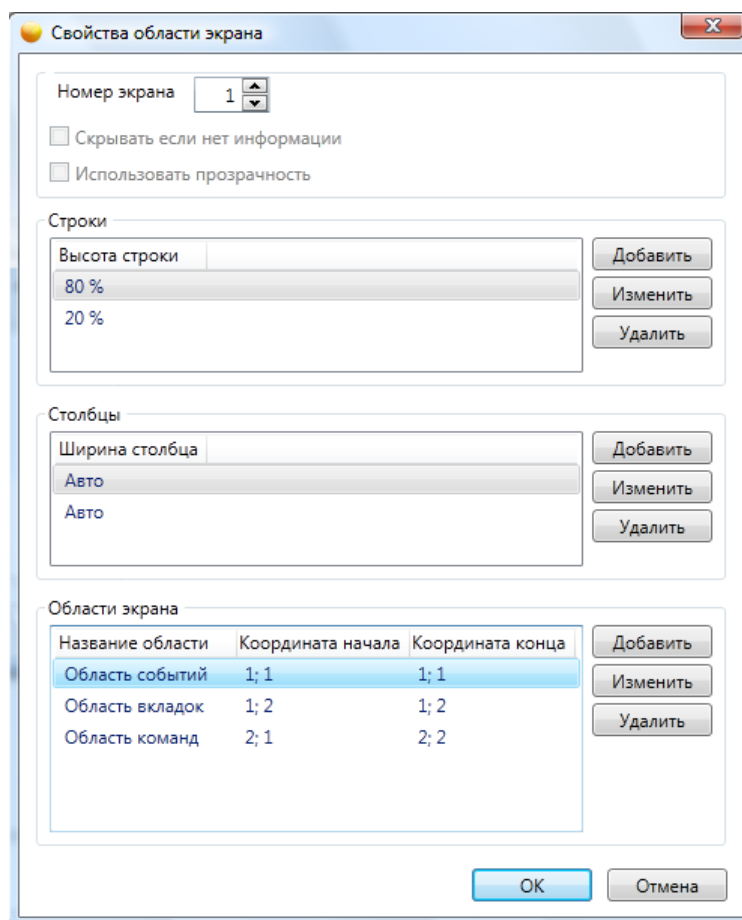 Свойства области экрана
Номер экрана 1
Скрывать если нет информации
Использовать прозрачность
Строки
Высота строки
80 %
20 %
Добавить
Изменить
Удалить
Столбцы
Ширина столбца
Авто
Авто
Добавить
Изменить
Удалить
Области экрана
Название области Координата начала Координата конца
Область событий 1; 1 1; 1
Область вкладок 1; 2 1; 2
Область команд 2; 1 2; 2
Добавить
Изменить
Удалить
OK Отмена